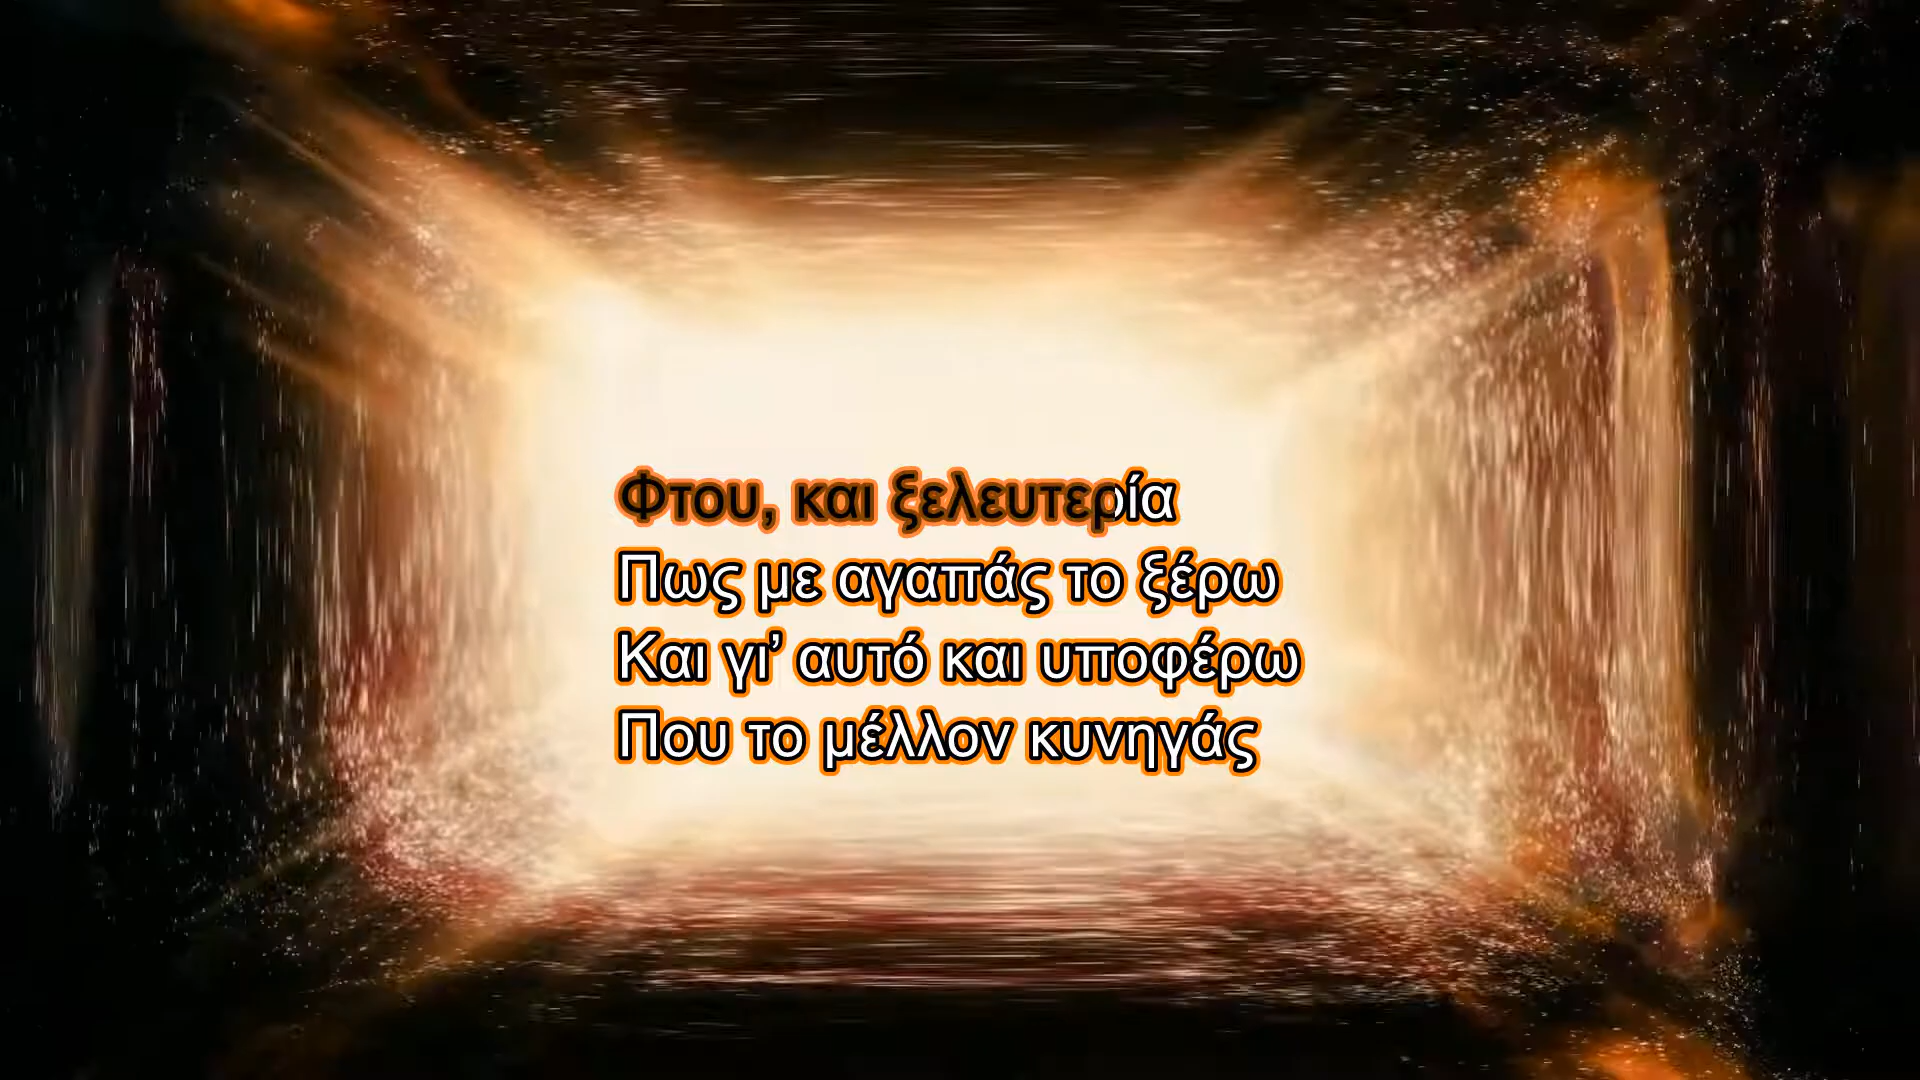 Φτου, και ξελευτερία
Πως με αγαπάς το ξέρω
Και γι’ αυτό και υποφέρω
Που το μέλλον κυνηγάς